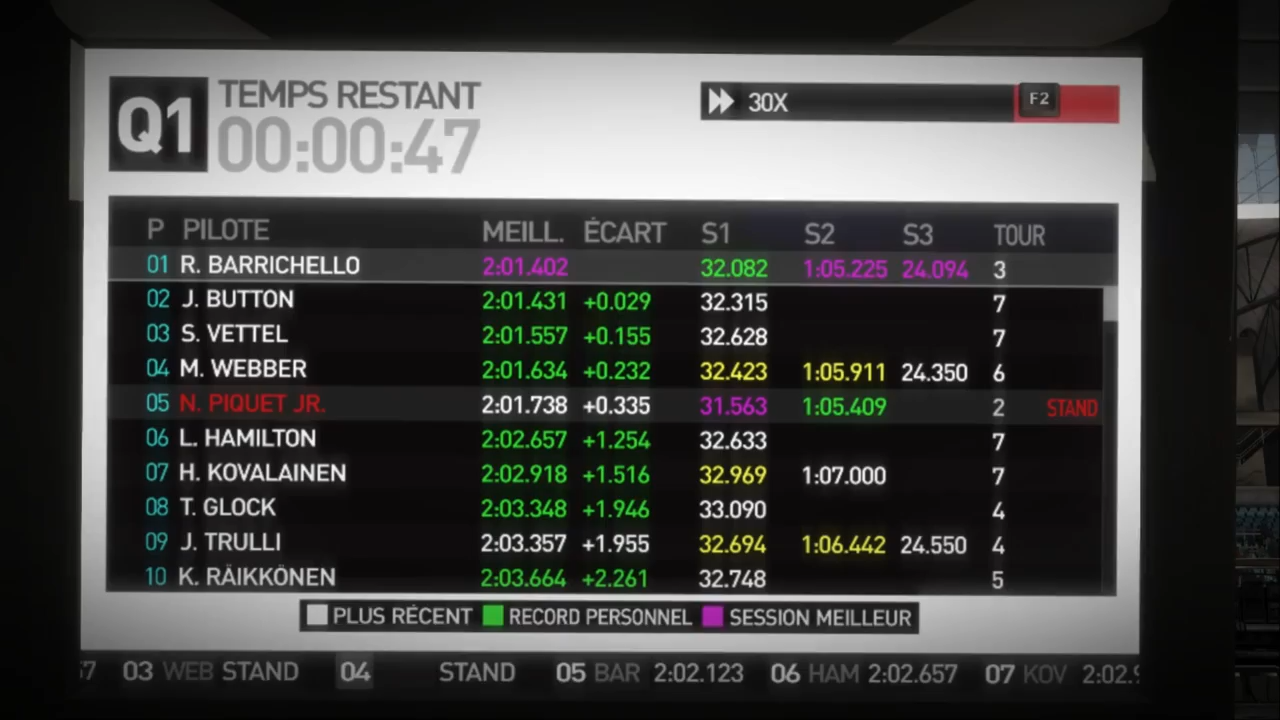 Q1 TEMPS RESTANT
00:00:47
30X F2
P PILOTE MEILL. ÉCART S1 S2 S3 TOUR
01 R. BARRICHELLO 2:01.402 32.082 1:05.225 24.094 3
02 J. BUTTON 2:01.431 +0.029 32.315 7
03 S. VETTEL 2:01.557 +0.155 32.628 7
04 M. WEBBER 2:01.634 +0.232 32.423 1:05.911 24.350 6
05 N. PIQUET JR. 2:01.738 +0.335 31.563 1:05.409 2 STAND
06 L. HAMILTON 2:02.657 +1.254 32.633 7
07 H. KOVALAINEN 2:02.918 +1.516 32.969 1:07.000 7
08 T. GLOCK 2:03.348 +1.946 33.090 4
09 J. TRULLI 2:03.357 +1.955 32.694 1:06.442 24.550 4
10 K. RÄIKKÖNEN 2:03.664 +2.261 32.748 5
PLUS RÉCENT RECORD PERSONNEL SESSION MEILLEUR
57 03 WEB STAND 04 STAND 05 BAR 2:02.123 06 HAM 2:02.657 07 KOV 2:02.9